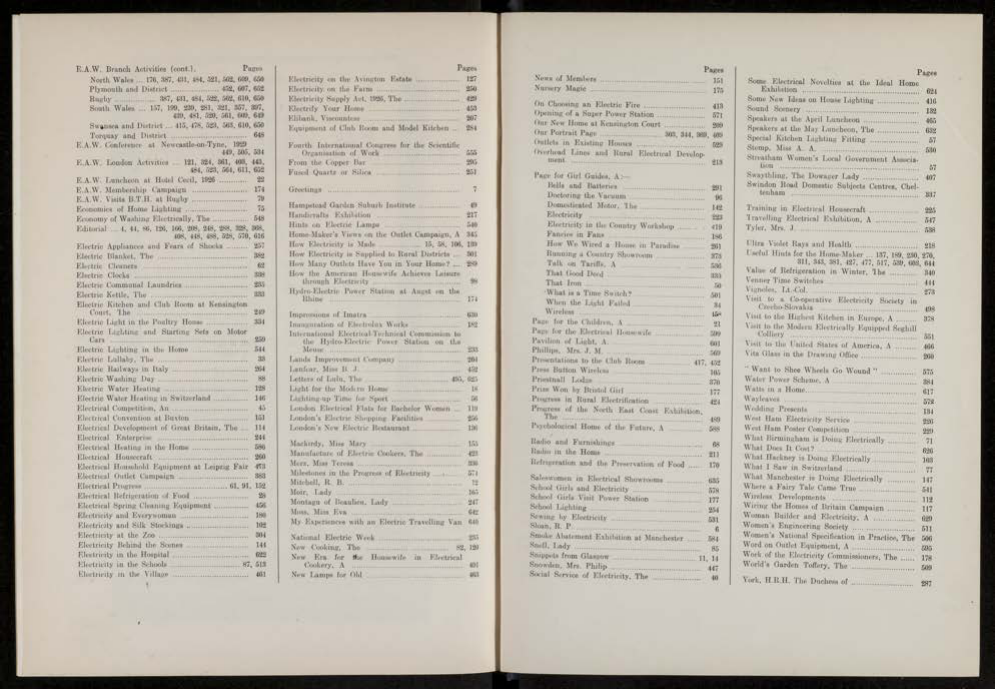 E.A.W. Branch Activities (cont.). Pages
North Wales ... 176, 387, 431, 484, 521, 562, 609, 650
Plymouth and District ... 432, 607, 652
Rugby ... 387, 431, 484, 522, 562, 610, 650
South Wales ... 157, 199, 239, 281, 321, 357, 397,
439, 481, 529, 561, 609, 649
Swansea and District ... 415, 478, 523, 563, 610, 650
Torquay and District ... 648
E.A.W. Conference at Newcastle-on-Tyne, 1929
449, 505, 534
E.A.W. London Activities ... 121, 324, 361, 406, 443,
484, 523, 564, 611, 652
E.A.W. Luncheon at Hotel Cecil, 1926 ... 22
E.A.W. Membership Campaign ... 174
E.A.W. Visits B.T.H. at Rugby ... 79
Economics of Home Lighting ... 75
Economy of Washing Electrically, The ... 548
Editorial ... 4, 44, 86, 126, 166, 208, 248, 288, 328, 368,
408, 448, 488, 528, 570, 616
Electric Appliances and Fears of Shocks ... 257
Electric Blanket, The ... 382
Electric Cleaners ... 62
Electric Clocks ... 330
Electric Communal Laundries ... 235
Electric Kettle, The ... 333
Electric Kitchen and Club Room at Kensington
Court, The ... 249
Electric Light in the Poultry House ... 334
Electric Lighting and Starting Sets on Motor
Cars ... 250
Electric Lighting in the Home ... 544
Electric Lullaby, The ... 33
Electric Railways in Italy ... 264
Electric Washing Day ... 89
Electric Water Heating ... 128
Electric Water Heating in Switzerland ... 146
Electrical Competition, An ... 45
Electrical Convention at Buxton ... 151
Electrical Development of Great Britain, The ... 114
Electrical Enterprise ... 244
Electrical Heating in the Home ... 586
Electrical Housecraft ... 260
Electrical Household Equipment at Leipzig Fair 473
Electrical Outlet Campaign ... 363
Electrical Progress ... 61, 91, 132
Electrical Refrigeration of Food ... 28
Electrical Spring Cleaning Equipment ... 456
Electricity and Everywoman ... 180
Electricity and Silk Stockings ... 102
Electricity at the Zoo ... 304
Electricity Behind the Scenes ... 144
Electricity in the Hospital ... 622
Electricity in the Schools ... 87, 513
Electricity in the Village ... 461
Pages
Electricity on the Avington Estate ... 127
Electricity on the Farm ... 250
Electricity Supply Act, 1926, The ... 429
Electrify Your Home ... 453
Elibank, Viscountess ... 267
Equipment of Club Room and Model Kitchen ... 284
Fourth International Congress for the Scientific
Organisation of Work ... 555
From the Copper Bar ... 295
Fused Quartz or Silica ... 251
Greetings ... 7
Hampstead Garden Suburb Institute ... 49
Handicrafts Exhibition ... 217
Hints on Electric Lamps ... 540
Home-Maker's Views on the Outlet Campaign, A 345
How Electricity is Made ... 15, 58, 106, 139
How Electricity is Supplied to Rural Districts ... 301
How Many Outlets Have You in Your Home? ... 289
How the American Housewife Achieves Leisure
through Electricity ... 98
Hydro-Electric Power Station at Augst on the
Rhine ... 174
Impressions of Imatra ... 630
Inauguration of Electrolux Works ... 182
International Electrical-Technical Commission to
the Hydro-Electric Power Station on the
Meuse ... 235
Lamb Improvement Company ... 264
Lanhar, Miss B. J. ... 452
Letters of Lulu, The ... 495, 625
Light for the Modern Home ... 18
Lighting-up Time for Sport ... 56
London Electrical Flats for Bachelor Women ... 119
London's Electric Shopping Facilities ... 256
London's New Electric Restaurant ... 136
Mackirdy, Miss Mary ... 155
Manufacture of Electric Cookers, The ... 425
Merz, Miss Teresa ... 336
Milestones in the Progress of Electricity ... 574
Mitchell, R. B. ... 72
Moir, Lady ... 165
Montagu of Beaulieu, Lady ... 247
Moss, Miss Eva ... 642
My Experiences with an Electric Travelling Van 640
National Electric Week ... 235
New Cooking, The ... 82, 126
New Era for the Housewife in Electrical
Cookery, A ... 491
New Lamps for Old ... 463
Pages
News of Members ... 151
Nursery Magic ... 175
On Choosing an Electric Fire ... 413
Opening of a Super Power Station ... 571
Our New Home at Kensington Court ... 209
Our Portrait Page ... 303, 344, 369, 409
Outlets in Existing Houses ... 529
Overhead Lines and Rural Electrical Develop-
ment ... 213
Page for Girl Guides, A:—
Bells and Batteries ... 291
Doctoring the Vacuum ... 96
Domesticated Motor, The ... 142
Electricity ... 223
Electricity in the Country Workshop ... 419
Fancies in Fans ... 186
How We Wired a House in Paradise ... 261
Running a Country Showroom ... 373
Talk on Tariffs, A ... 536
That Good Deed ... 335
That Iron ... 50
What is a Time Switch? ... 501
When the Light Failed ... 34
Wireless ... 458
Page for the Children, A ... 21
Page for the Electrical Housewife ... 599
Pavilion of Light, A ... 601
Phillips, Mrs. J. M. ... 569
Presentations to the Club Room ... 417, 452
Press Button Wireless ... 165
Priestnall Lodge ... 376
Prize Won by Bristol Girl ... 177
Progress in Rural Electrification ... 424
Progress of the North East Coast Exhibition,
The ... 469
Psychological Home of the Future, A ... 588
Radio and Furnishings ... 68
Radio in the Home ... 211
Refrigeration and the Preservation of Food ... 170
Saleswomen in Electrical Showrooms ... 635
School Girls and Electricity ... 578
School Girls Visit Power Station ... 177
School Lighting ... 254
Sewing by Electricity ... 531
Sloan, R. P. ... 6
Smoke Abatement Exhibition at Manchester ... 584
Snell, Lady ... 85
Snippets from Glasgow ... 11, 14
Snowden, Mrs. Philip ... 447
Social Service of Electricity, The ... 46
Pages
Some Electrical Novelties at the Ideal Home
Exhibition ... 624
Some New Ideas on House Lighting ... 416
Sound Scenery ... 132
Speakers at the April Luncheon ... 465
Speakers at the May Luncheon, The ... 632
Special Kitchen Lighting Fitting ... 57
Stomp, Miss A. A. ... 530
Streatham Women's Local Government Associa-
tion ... 57
Swaythling, The Dowager Lady ... 407
Swindon Road Domestic Subjects Centres, Chel-
tenham ... 337
Training in Electrical Housecraft ... 225
Travelling Electrical Exhibition, A ... 547
Tyler, Mrs. J. ... 538
Ultra Violet Rays and Health ... 218
Useful Hints for the Home-Maker ... 137, 189, 230, 270,
311, 343, 381, 427, 477, 517, 539, 603, 644
Value of Refrigeration in Winter, The ... 340
Venner Time Switches ... 444
Vignoles, Lt.-Col. ... 273
Visit to a Co-operative Electricity Society in
Czecho-Slovakia ... 498
Visit to the Highest Kitchen in Europe, A ... 378
Visit to the Modern Electrically Equipped Seghill
Colliery ... 551
Visit to the United States of America, A ... 466
Vita Glass in the Drawing Office ... 260
"Want to Shoe Wheels Go Wound" ... 575
Water Power Scheme, A ... 384
Watts in a Home ... 617
Wayleaves ... 578
Wedding Presents ... 134
West Ham Electricity Service ... 226
West Ham Poster Competition ... 229
What Birmingham is Doing Electrically ... 71
What Does It Cost? ... 626
What Hackney is Doing Electrically ... 103
What I Saw in Switzerland ... 77
What Manchester is Doing Electrically ... 147
Where a Fairy Tale Came True ... 541
Wireless Developments ... 112
Wiring the Homes of Britain Campaign ... 117
Woman Builder and Electricity, A ... 629
Women's Engineering Society ... 511
Women's National Specification in Practice, The 506
Word on Outlet Equipment, A ... 595
Work of the Electricity Commissioners, The ... 178
World's Garden Toffery, The ... 509
York, H.R.H. The Duchess of ... 287